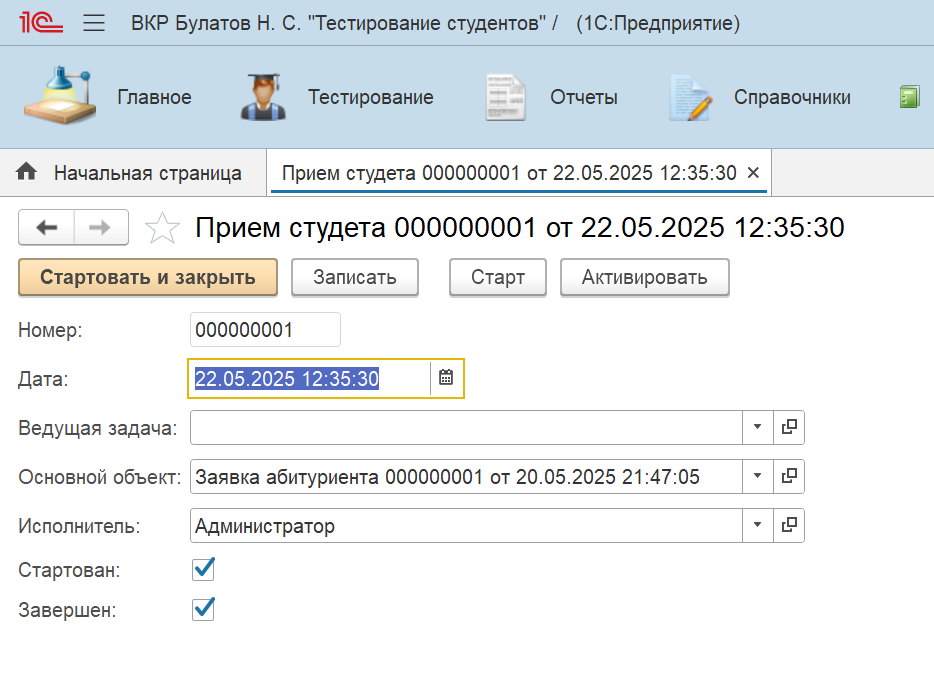 1С ВКР Булатов Н. С. "Тестирование студентов" / (1С:Предприятие)
Главное Тестирование Отчеты Справочники
Начальная страница Прием студета 000000001 от 22.05.2025 12:35:30 ×
Прием студета 000000001 от 22.05.2025 12:35:30
Стартовать и закрыть Записать Старт Активировать
Номер: 000000001
Дата: 22.05.2025 12:35:30
Ведущая задача:
Основной объект: Заявка абитуриента 000000001 от 20.05.2025 21:47:05
Исполнитель: Администратор
Стартован:
Завершен: